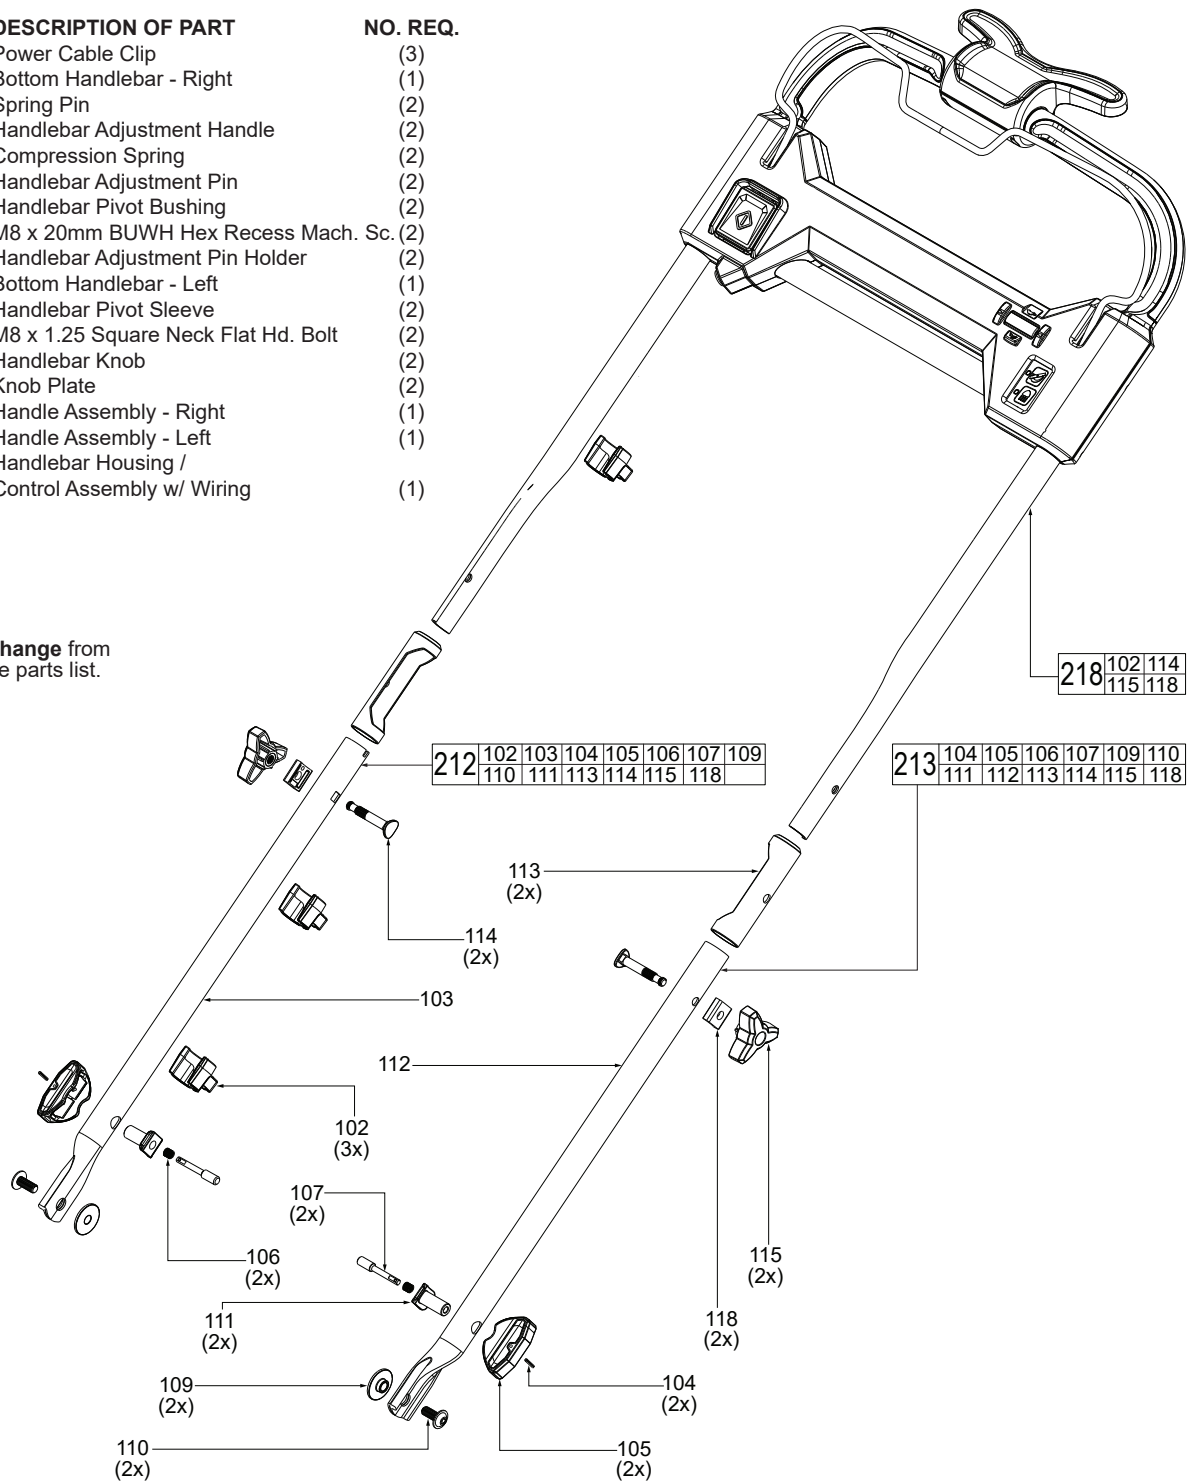 DESCRIPTION OF PART NO. REQ.
Power Cable Clip (3)
Bottom Handlebar - Right (1)
Spring Pin (2)
Handlebar Adjustment Handle (2)
Compression Spring (2)
Handlebar Adjustment Pin (2)
Handlebar Pivot Bushing (2)
M8 x 20mm BUWH Hex Recess Mach. Sc. (2)
Handlebar Adjustment Pin Holder (2)
Bottom Handlebar - Left (1)
Handlebar Pivot Sleeve (2)
M8 x 1.25 Square Neck Flat Hd. Bolt (2)
Handlebar Knob (2)
Knob Plate (2)
Handle Assembly - Right (1)
Handle Assembly - Left (1)
Handlebar Housing /
Control Assembly w/ Wiring (1)
change from
e parts list.
218 102 114
115 118
212 102 103 104 105 106 107 109
110 111 113 114 115 118
213 104 105 106 107 109 110
111 112 113 114 115 118
113
(2x)
114
(2x)
103
112
102
(3x)
107
(2x)
106
(2x)
115
(2x)
111
(2x)
118
(2x)
109
(2x)
104
(2x)
110
(2x)
105
(2x)